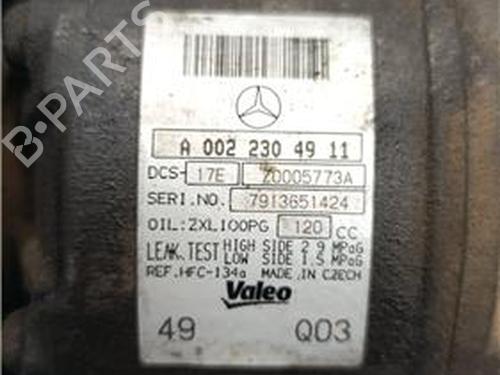 A 002 230 49 11
DCS- 17E Z0005773A
SERI.NO. 7913651424
OIL:ZXL100PG 120 CC
LEAK TEST HIGH SIDE 2.9 MPaG
LOW SIDE 1.5 MPaG
REF.HFC-134a MADE IN CZECH
Valeo
49 Q03